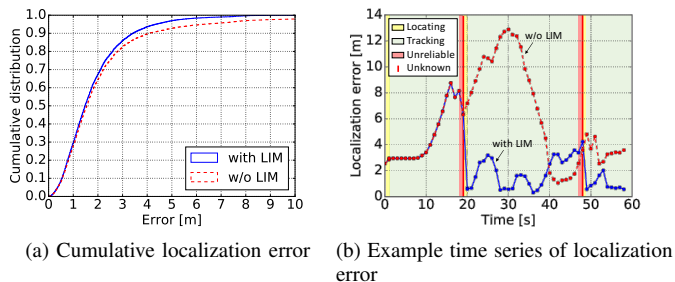 1.0
0.9
0.8
0.7
0.6
0.5
0.4
0.3
0.2
0.1
0.0
Cumulative distribution
0 1 2 3 4 5 6 7 8 9 10
Error [m]
with LIM
w/o LIM
(a) Cumulative localization error
14
12
10
8
6
4
2
0
Localization error [m]
Locating
Tracking
Unreliable
Unknown
w/o LIM
with LIM
0 10 20 30 40 50 60
Time [s]
(b) Example time series of localization
error